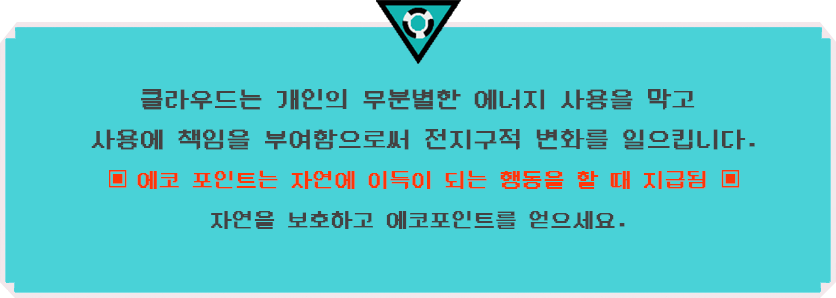 클라우드는 개인의 무분별한 에너지 사용을 막고
사용에 책임을 부여함으로써 전지구적 변화를 일으킵니다.
▣ 에코 포인트는 자연에 이득이 되는 행동을 할 때 지급됨 ▣
자연을 보호하고 에코포인트를 얻으세요.